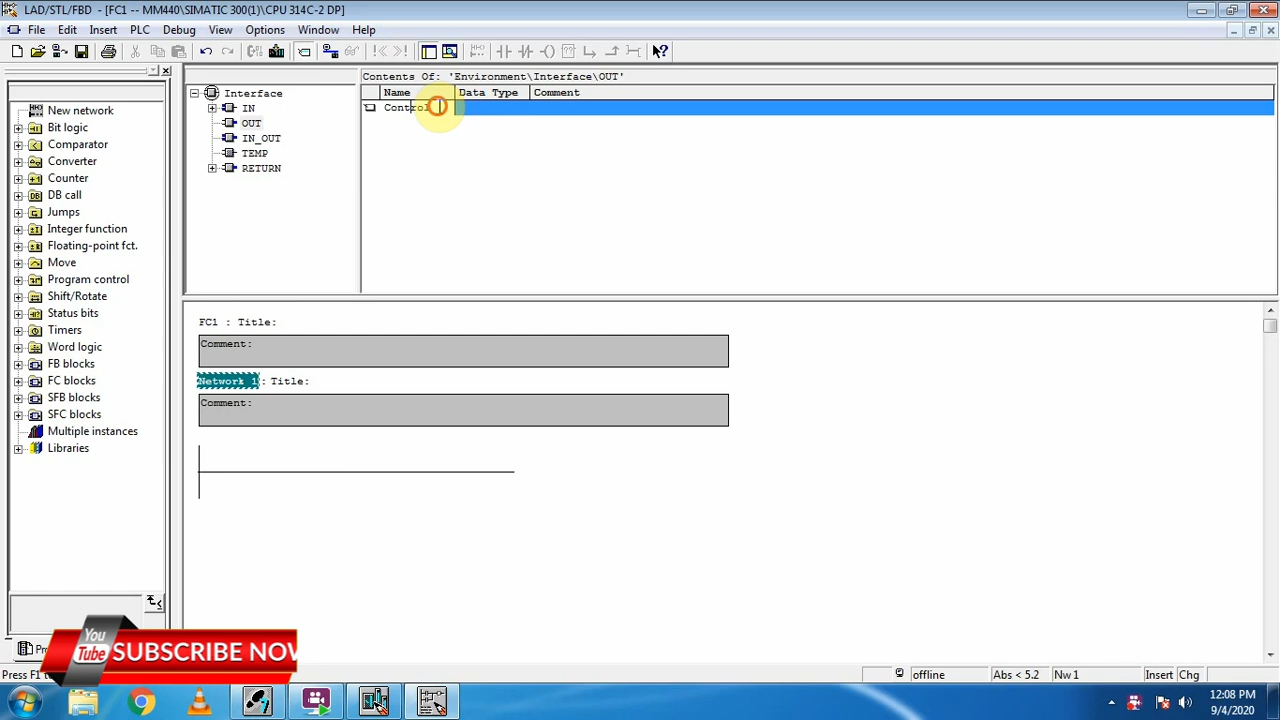 LAD/STL/FBD - [FC1 -- MM440\SIMATIC 300(1)\CPU 314C-2 DP]
File Edit Insert PLC Debug View Options Window Help
Contents Of: 'Environment\Interface\OUT'
Name Data Type Comment
Control
Interface
IN
OUT
IN_OUT
TEMP
RETURN
New network
Bit logic
Comparator
Converter
Counter
DB call
Jumps
Integer function
Floating-point fct.
Move
Program control
Shift/Rotate
Status bits
Timers
Word logic
FB blocks
FC blocks
SFB blocks
SFC blocks
Multiple instances
Libraries
FC1 : Title:
Comment:
Network 1: Title:
Comment:
You
Tube
SUBSCRIBE NOW
Press F1 
offline
Abs < 5.2
Nw 1
Insert
Chg
12:08 PM
9/4/2020